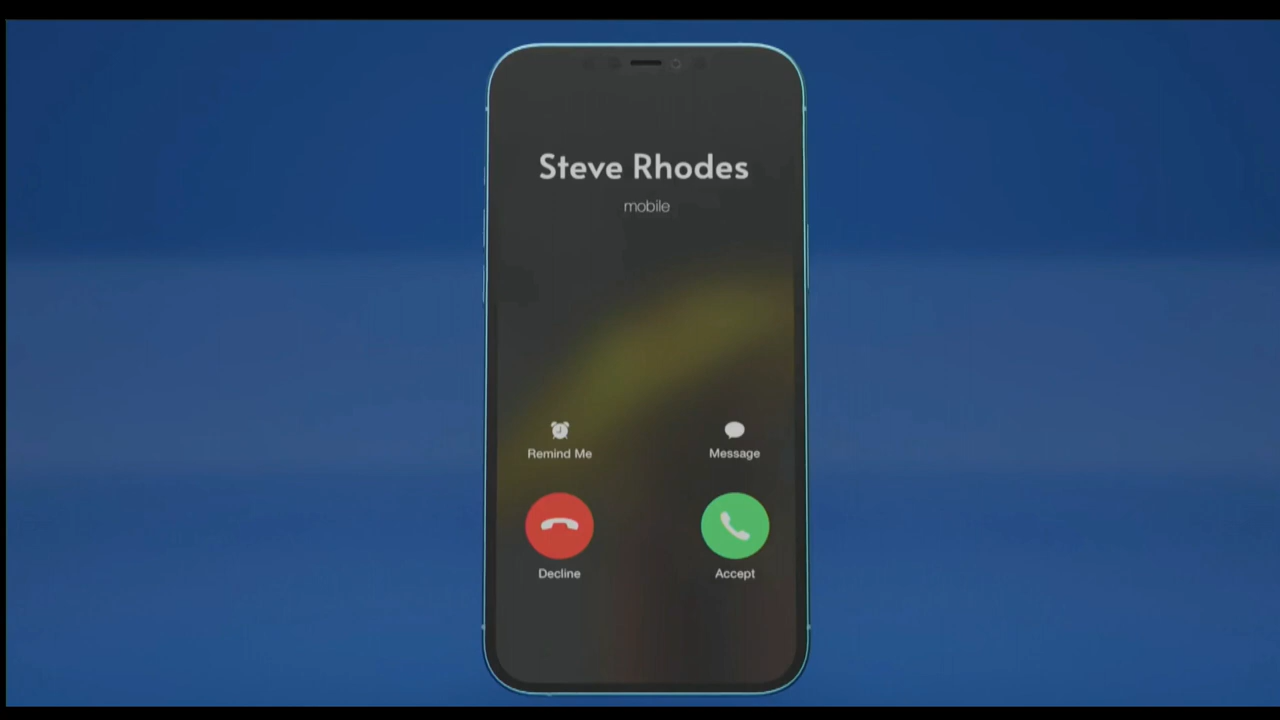 Steve Rhodes
mobile
Remind Me
Message
Decline
Accept